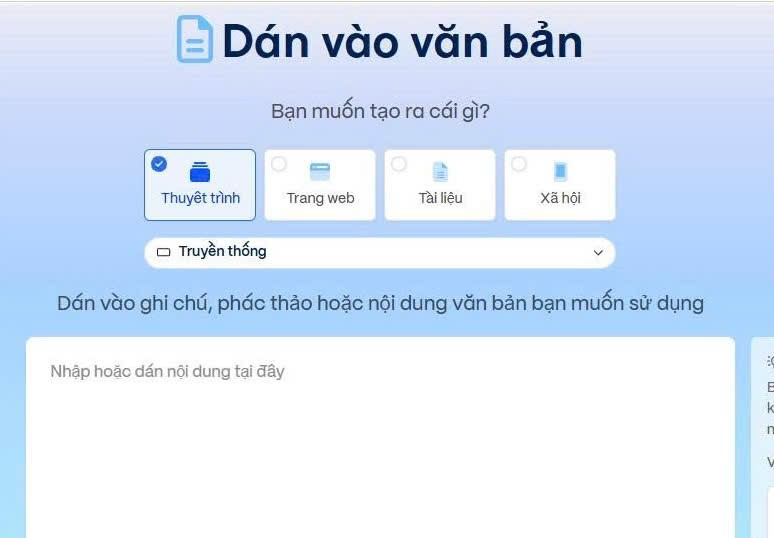 Dán vào văn bản
Bạn muốn tạo ra cái gì?
Thuyết trình
Trang web
Tài liệu
Xã hội
Truyền thống
Dán vào ghi chú, phác thảo hoặc nội dung văn bản bạn muốn sử dụng
Nhập hoặc dán nội dung tại đây